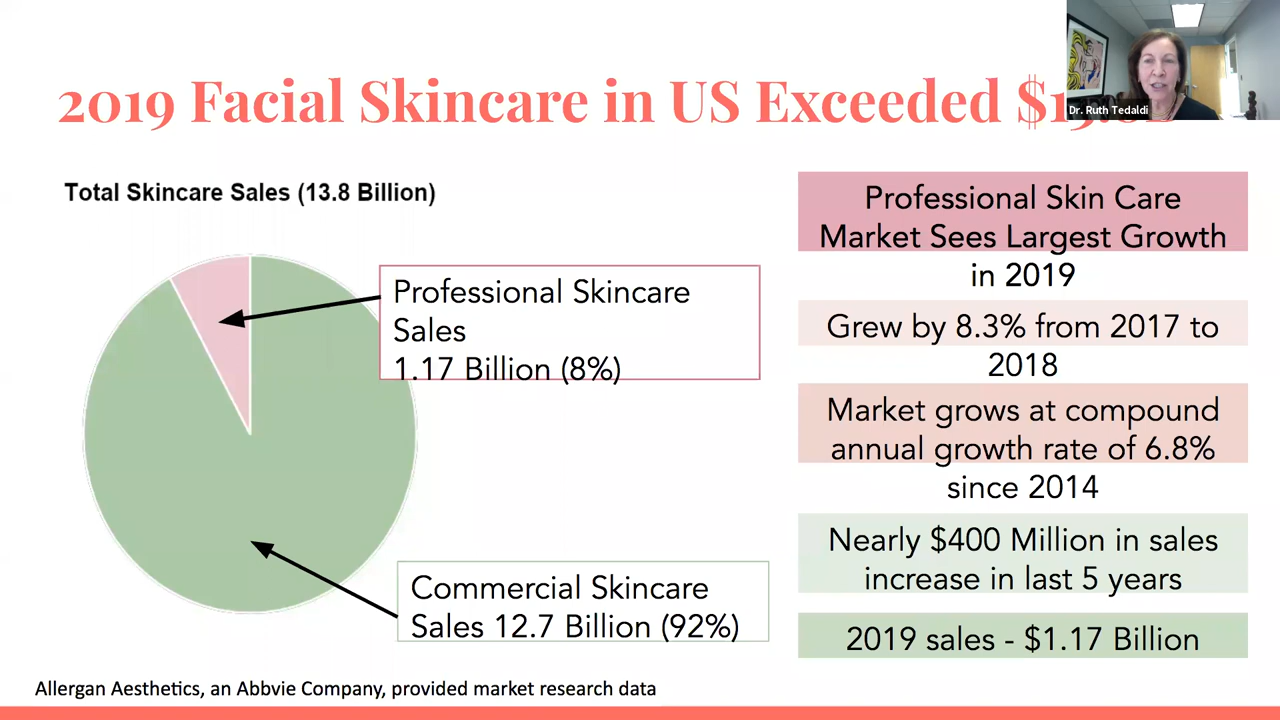 2019 Facial Skincare in US Exceeded
Dr. Ruth Tedaldi
Total Skincare Sales (13.8 Billion)
Professional Skincare
Sales
1.17 Billion (8%)
Commercial Skincare
Sales 12.7 Billion (92%)
Professional Skin Care
Market Sees Largest Growth
in 2019
Grew by 8.3% from 2017 to
2018
Market grows at compound
annual growth rate of 6.8%
since 2014
Nearly $400 Million in sales
increase in last 5 years
2019 sales - $1.17 Billion
Allergan Aesthetics, an Abbvie Company, provided market research data